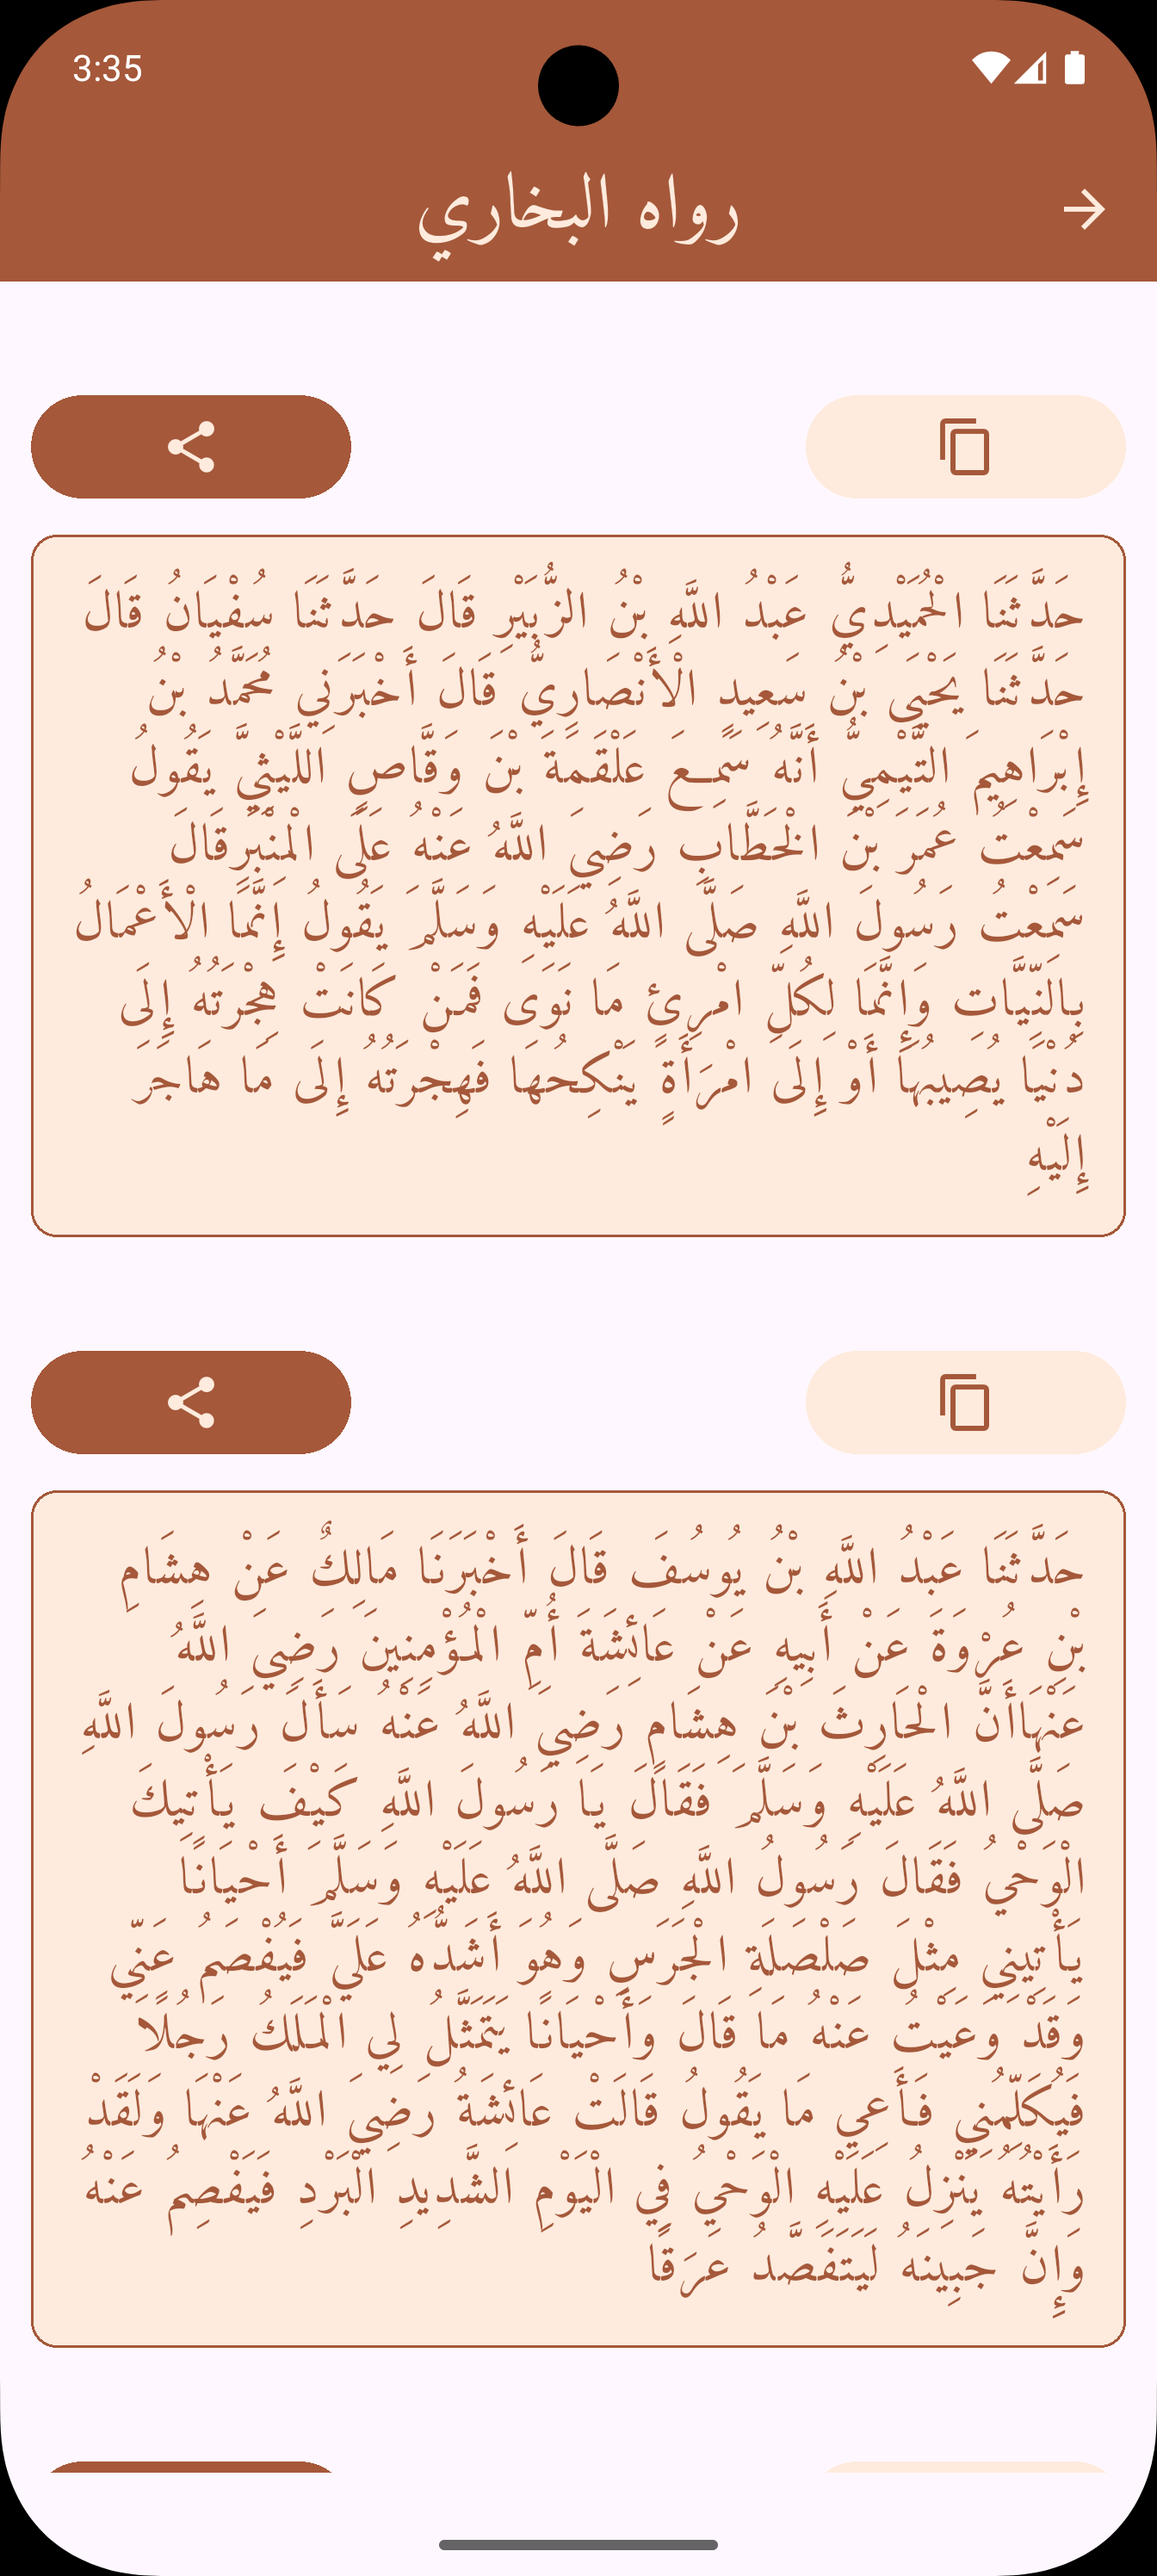 3:35
رواه البخاري
حَدَّثَنَا الْحُمَيْدِيُّ عَبْدُ اللَّهِ بْنُ الزُّبَيْرِ قَالَ حَدَّثَنَا سُفْيَانُ قَالَ
حَدَّثَنَا يَحْيَى بْنُ سَعِيدٍ الْأَنْصَارِيُّ قَالَ أَخْبَرَنِي مُحَمَّدُ بْنُ
إِبْرَاهِيمَ التَّيْمِيُّ أَنَّهُ سَمِعَ عَلْقَمَةَ بْنَ وَقَّاصٍ اللَّيْثِيَّ يَقُولُ
سَمِعْتُ عُمَرَ بْنَ الْخَطَّابِ رَضِيَ اللَّهُ عَنْهُ عَلَى الْمِنْبَرِقَالَ
سَمِعْتُ رَسُولَ اللَّهِ صَلَّى اللَّهُ عَلَيْهِ وَسَلَّمَ يَقُولُ إِنَّمَا الْأَعْمَالُ
بِالنِّيَّاتِ وَإِنَّمَا لِكُلِّ امْرِئٍ مَا نَوَى فَمَنْ كَانَتْ هِجْرَتُهُ إِلَى
دُنْيَا يُصِيبُهَا أَوْ إِلَى امْرَأَةٍ يَنْكِحُهَا فَهِجْرَتُهُ إِلَى مَا هَاجَرَ
إِلَيْهِ
حَدَّثَنَا عَبْدُ اللَّهِ بْنُ يُوسُفَ قَالَ أَخْبَرَنَا مَالِكٌ عَنْ هِشَامِ
بْنِ عُرْوَةَ عَنْ أَبِيهِ عَنْ عَائِشَةَ أُمِّ الْمُؤْمِنِينَ رَضِيَ اللَّهُ
عَنْهَاأَنَّ الْحَارِثَ بْنَ هِشَامٍ رَضِيَ اللَّهُ عَنْهُ سَأَلَ رَسُولَ اللَّهِ
صَلَّى اللَّهُ عَلَيْهِ وَسَلَّمَ فَقَالَ يَا رَسُولَ اللَّهِ كَيْفَ يَأْتِيكَ
الْوَحْيُ فَقَالَ رَسُولُ اللَّهِ صَلَّى اللَّهُ عَلَيْهِ وَسَلَّمَ أَحْيَانًا
يَأْتِينِي مِثْلَ صَلْصَلَةِ الْجَرَسِ وَهُوَ أَشَدُّهُ عَلَيَّ فَيُفْصَمُ عَنِّي
وَقَدْ وَعَيْتُ عَنْهُ مَا قَالَ وَأَحْيَانًا يَتَمَثَّلُ لِي الْمَلَكُ رَجُلًا
فَيُكَلِّمُنِي فَأَعِي مَا يَقُولُ قَالَتْ عَائِشَةُ رَضِيَ اللَّهُ عَنْهَا وَلَقَدْ
رَأَيْتُهُ يَنْزِلُ عَلَيْهِ الْوَحْيُ فِي الْيَوْمِ الشَّدِيدِ الْبَرْدِ فَيَفْصِمُ عَنْهُ
وَإِنَّ جَبِينَهُ لَيَتَفَصَّدُ عَرَقًا